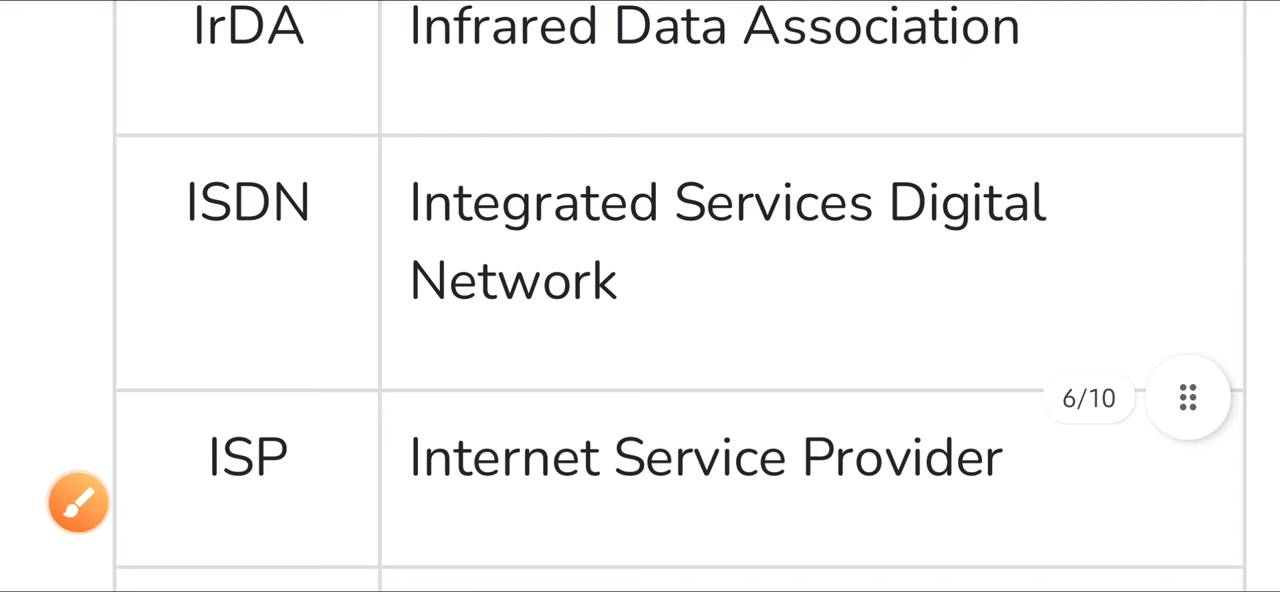 IrDA Infrared Data Association
ISDN Integrated Services Digital
Network
6/10
ISP Internet Service Provider